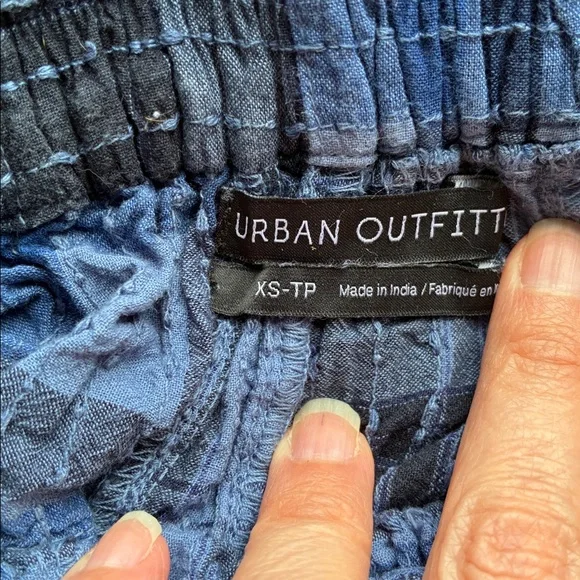 URBAN OUTFITT
XS-TP Made in India / Fabriqué en